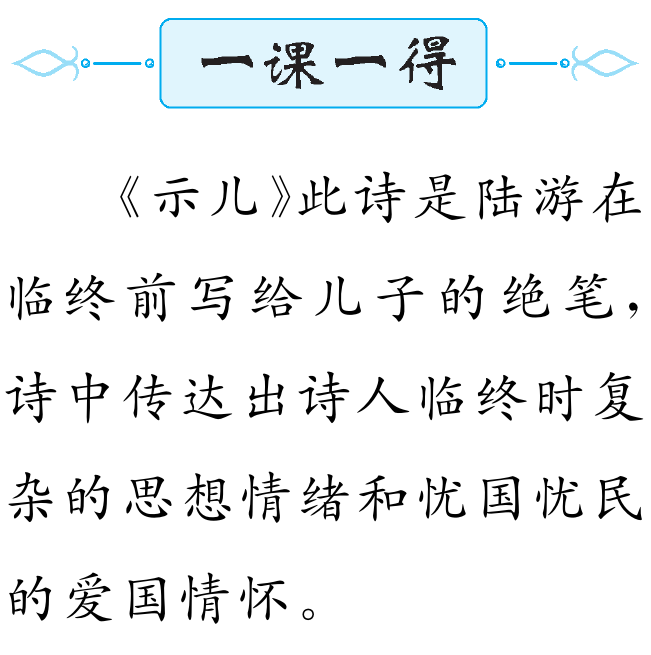 一课一得
《示儿》此诗是陆游在
临终前写给儿子的绝笔，
诗中传达出诗人临终时复
杂的思想情绪和忧国忧民
的爱国情怀。